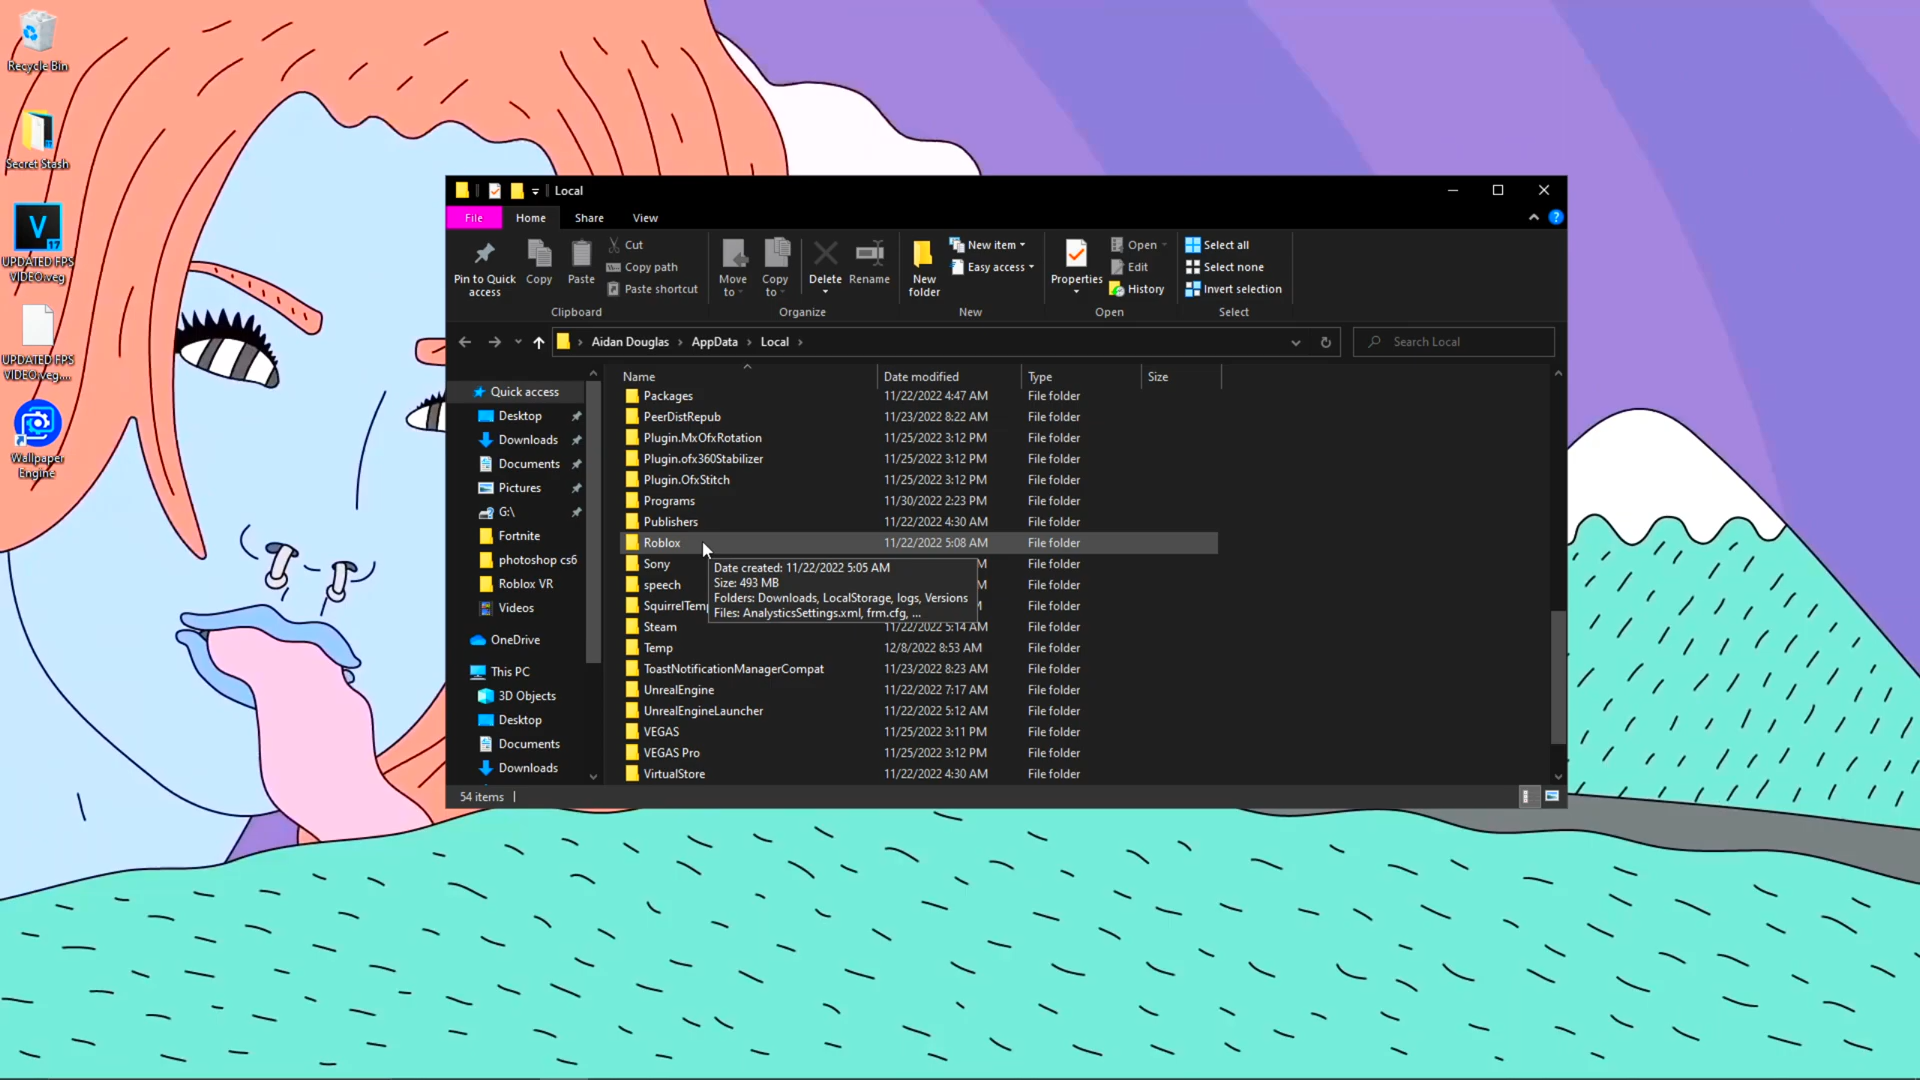 Recycle Bin
Secret Stash
UPDATED FPS
VIDEO.veg
UPDATED FPS
VIDEO.veg....
Wallpaper
Engine
V
17
Local
File
Home
Share
View
?
Pin to Quick
access
Copy
Paste
Cut
Copy path
Paste shortcut
Clipboard
Move
to
Copy
to
Delete
Rename
Organize
New
folder
New item
Easy access
New
Properties
Open
Edit
History
Open
Select all
Select none
Invert selection
Select
Aidan Douglas > AppData > Local >
Search Local
Quick access
Desktop
Downloads
Documents
Pictures
G:\
Fortnite
photoshop cs6
Roblox VR
Videos
OneDrive
This PC
3D Objects
Desktop
Documents
Downloads
Name Date modified Type Size
Packages 11/22/2022 4:47 AM File folder
PeerDistRepub 11/23/2022 8:22 AM File folder
Plugin.MxOfxRotation 11/25/2022 3:12 PM File folder
Plugin.ofx360Stabilizer 11/25/2022 3:12 PM File folder
Plugin.OfxStitch 11/25/2022 3:12 PM File folder
Programs 11/30/2022 2:23 PM File folder
Publishers 11/22/2022 4:30 AM File folder
Roblox 11/22/2022 5:08 AM File folder
Sony M File folder
speech M File folder
SquirrelTemp File folder
Steam 11/22/2022 5:14 AM File folder
Temp 12/8/2022 8:53 AM File folder
ToastNotificationManagerCompat 11/23/2022 8:23 AM File folder
UnrealEngine 11/22/2022 7:17 AM File folder
UnrealEngineLauncher 11/22/2022 5:12 AM File folder
VEGAS 11/25/2022 3:11 PM File folder
VEGAS Pro 11/25/2022 3:12 PM File folder
VirtualStore 11/22/2022 4:30 AM File folder
Date created: 11/22/2022 5:05 AM
Size: 493 MB
Folders: Downloads, LocalStorage, logs, Versions
Files: AnalysticsSettings.xml, frm.cfg, ...
54 items